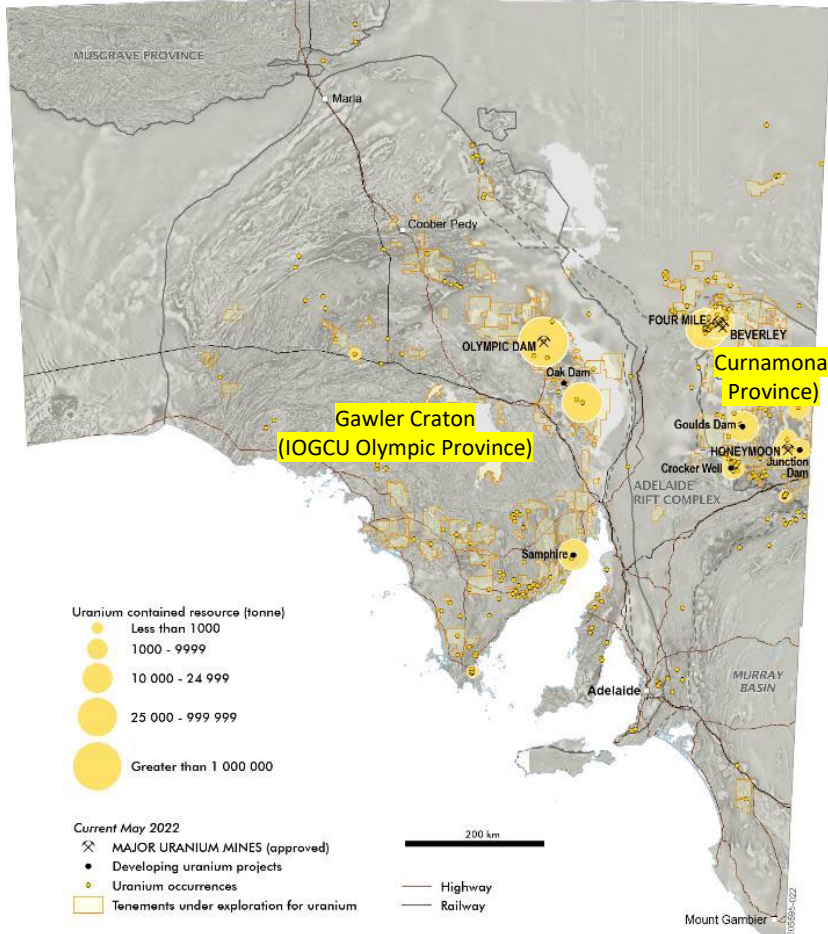 MUSGRAVE PROVINCE
Marla
Coober Pedy
FOUR MILE
BEVERLEY
OLYMPIC DAM
Oak Dam
Curnamona
Province)
Gawler Craton
(IOGCU Olympic Province)
Goulds Dam
HONEYMOON
Junction
Dam
Crocker Well
ADELAIDE
RIFT COMPLEX
Samphire
Uranium contained resource (tonne)
Less than 1000
1000 - 9999
10 000 - 24 999
25 000 - 999 999
Greater than 1 000 000
MURRAY
BASIN
Adelaide
Current May 2022
MAJOR URANIUM MINES (approved)
Developing uranium projects
Uranium occurrences
Tenements under exploration for uranium
200 km
Highway
Railway
Mount Gambier